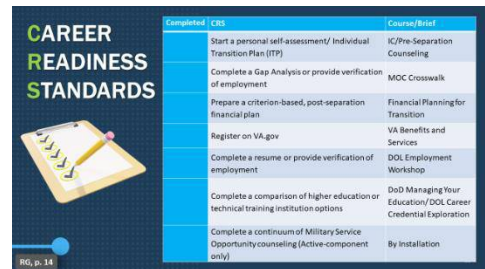 CAREER
READINESS
STANDARDS
Completed CRS Course/Brief
Start a personal self-assessment/ Individual
Transition Plan (ITP)
IC/Pre-Separation
Counseling
Complete a Gap Analysis or provide verification
of employment
MOC Crosswalk
Prepare a criterion-based, post-separation
financial plan
Financial Planning for
Transition
Register on VA.gov
VA Benefits and
Services
Complete a resume or provide verification of
employment
DOL Employment
Workshop
Complete a comparison of higher education or
technical training institution options
DoD Managing Your
Education/DOL Career
Credential Exploration
Complete a continuum of Military Service
Opportunity counseling (Active-component
only)
By Installation
RG, p. 14